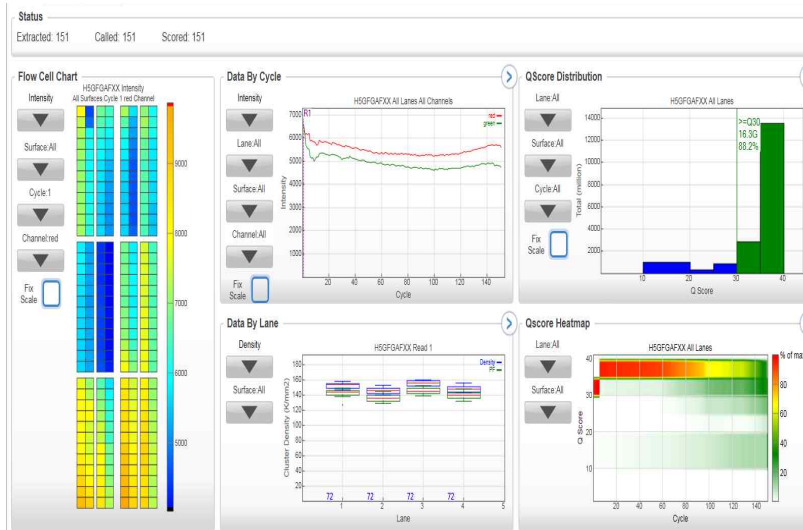 Status
Extracted: 151 Called: 151 Scored: 151
Flow Cell Chart
Intensity
Surface:All
Cycle:1
Channel:red
Fix
Scale
H5GFGAFXX Intensity
All Surfaces Cycle 1 red Channel
9000
8000
7000
6000
5000
Data By Cycle
Intensity
Lane:All
Surface:All
Channel:All
Fix
Scale
H5GFGAFXX All Lanes All Channels
R1
red
green
7000
6000
5000
4000
3000
2000
1000
Intensity
20 40 60 80 100 120 140
Cycle
QScore Distribution
Lane:All
Surface:All
Cycle:All
Fix
Scale
H5GFGAFXX All Lanes
>=Q30
16.3G
88.2%
14000
12000
10000
8000
6000
4000
2000
Total (million)
10 20 30 40
Q Score
Data By Lane
Density
Surface:All
H5GFGAFXX Read 1
Density
PF
180
160
140
120
100
80
60
40
20
Cluster Density (K/mm2)
72 72 72 72
1 2 3 4 5
Lane
Qscore Heatmap
Lane:All
Surface:All
H5GFGAFXX All Lanes
% of max
40
30
20
10
Q Score
80
60
40
20
20 40 60 80 100 120 140
Cycle